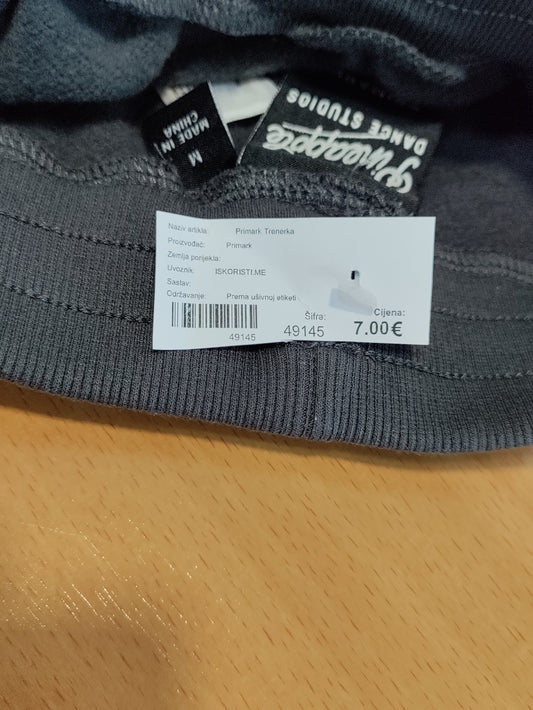 Pineapple
DANCE STUDIOS
M
MADE IN
CHINA
Naziv artikla: Primark Trenerka
Proizvođač: Primark
Zemlja porijekla:
Uvoznik: ISKORISTI.ME
Sastav:
Održavanje: Prema ušivnoj etiketi
49145
Šifra:
49145
Cijena:
7.00€